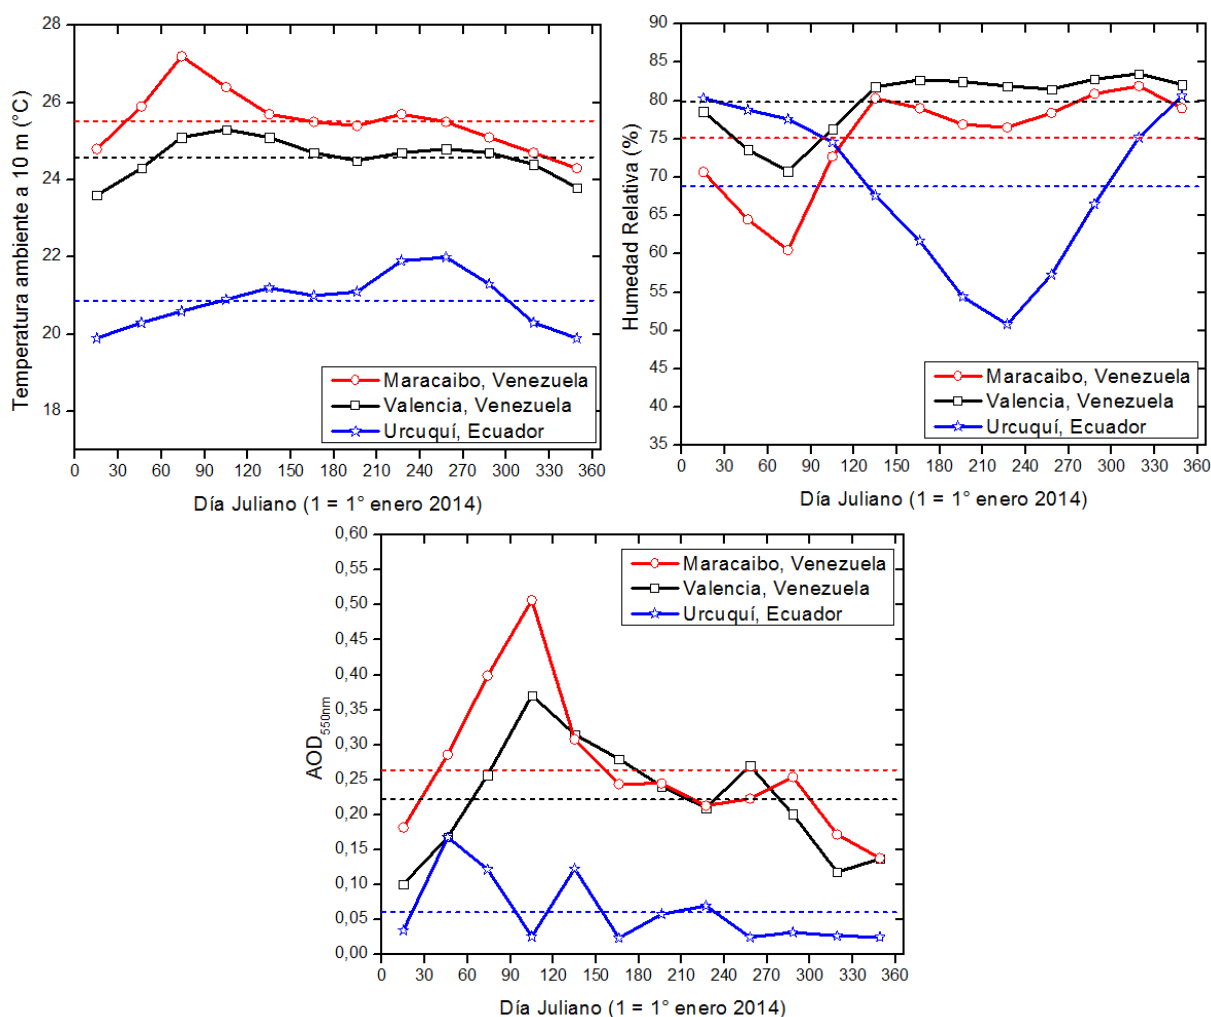 28
26
24
22
20
18
Temperatura ambiente a 10 m (°C)
Maracaibo, Venezuela
Valencia, Venezuela
Urcuquí, Ecuador
0 30 60 90 120 150 180 210 240 270 300 330 360
Día Juliano (1 = 1° enero 2014)
90
85
80
75
70
65
60
55
50
45
40
35
Humedad Relativa (%)
Maracaibo, Venezuela
Valencia, Venezuela
Urcuquí, Ecuador
0 30 60 90 120 150 180 210 240 270 300 330 360
Día Juliano (1 = 1° enero 2014)
0,60
0,55
0,50
0,45
0,40
0,35
0,30
0,25
0,20
0,15
0,10
0,05
0,00
AOD550nm
Maracaibo, Venezuela
Valencia, Venezuela
Urcuquí, Ecuador
0 30 60 90 120 150 180 210 240 270 300 330 360
Día Juliano (1 = 1° enero 2014)